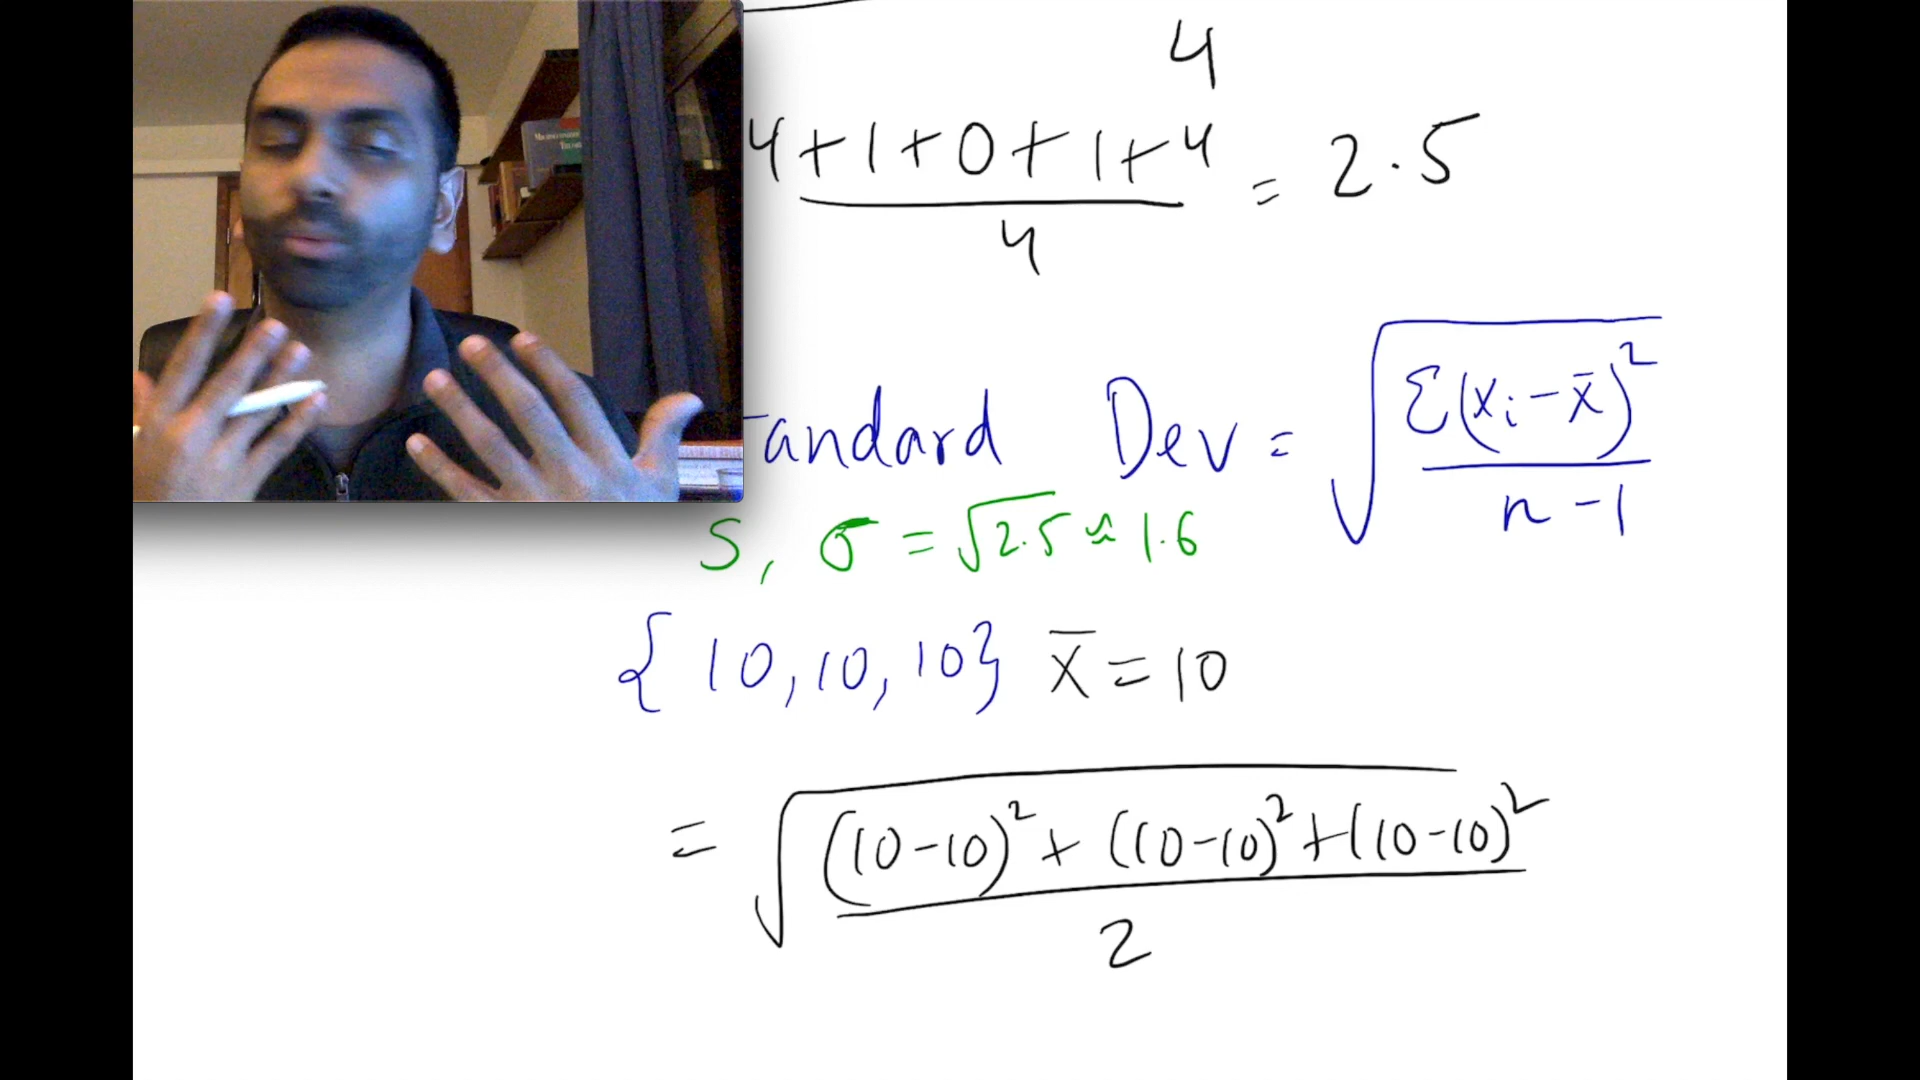 4
4+1+0+1+4
= 2.5
4
tandard Dev = √ Σ(xi-x̄)²
n-1
S, σ = √2.5 ≈ 1.6
{10,10,10} x̄ = 10
= √ (10-10)² + (10-10)² + (10-10)²
2